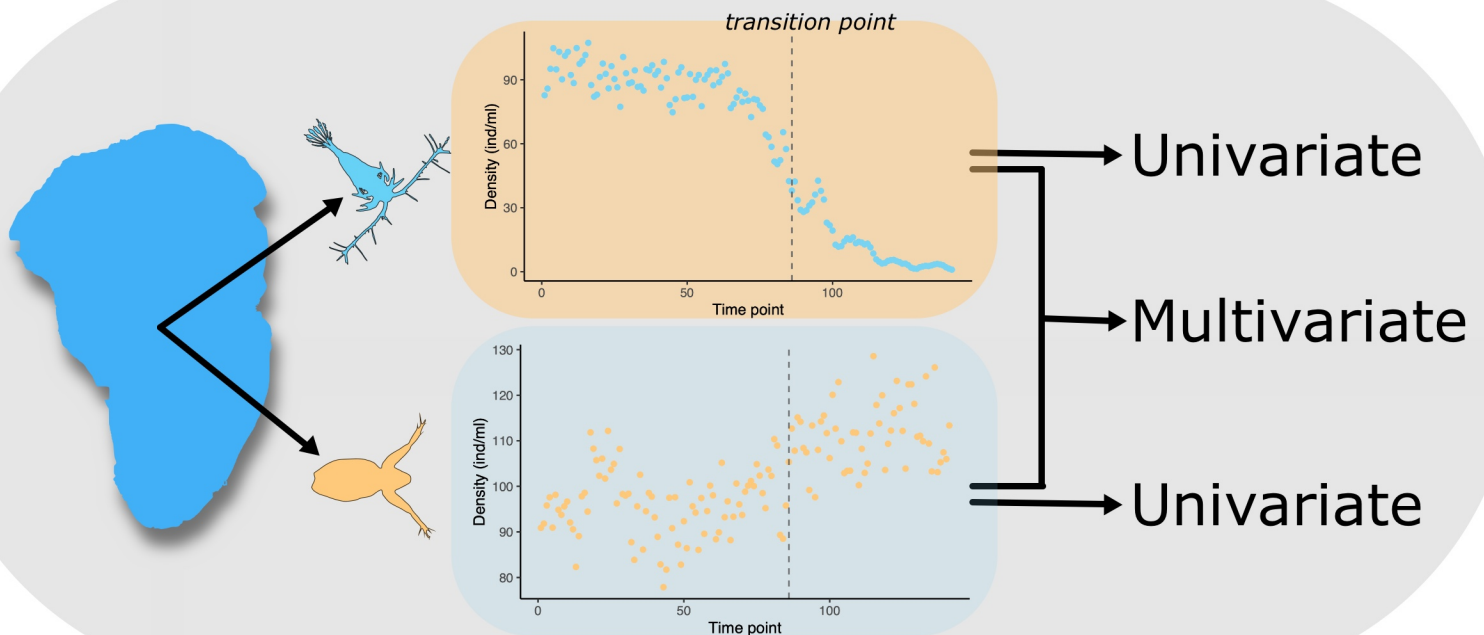 transition point
Density (ind/ml)
90
60
30
0
0
50
100
Time point
Univariate
Multivariate
Density (ind/ml)
130
120
110
100
90
80
0
50
100
Time point
Univariate